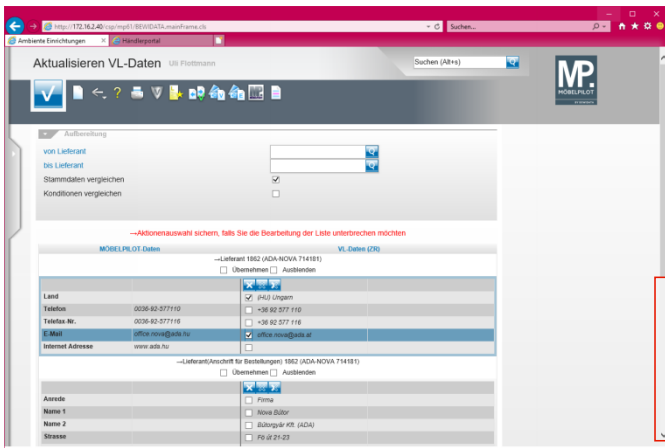 http://172.16.2.40/csp/mp61/BEWIDATA.mainFrame.cls
Suchen...
Ambiente Einrichtungen
Händlerportal
Aktualisieren VL-Daten Uli Flottmann
Suchen (Alt+s)
MP.
MÖBELPILOT
Aufbereitung
von Lieferant
bis Lieferant
Stammdaten vergleichen
Konditionen vergleichen
→Aktionenauswahl sichern, falls Sie die Bearbeitung der Liste unterbrechen möchten
MÖBELPILOT-Daten VL-Daten (ZR)
→Lieferant 1862 (ADA-NOVA 714181)
Übernehmen Ausblenden
Land (HU) Ungarn
Telefon 0036-92-577110 +36 92 577 110
Telefax-Nr. 0036-92-577116 +36 92 577 116
E-Mail office.nova@ada.hu office.nova@ada.at
Internet Adresse www.ada.hu
→Lieferant(Anschrift für Bestellungen) 1862 (ADA-NOVA 714181)
Übernehmen Ausblenden
Anrede Firma
Name 1 Nova Bútor
Name 2 Bútorgyár Kft. (ADA)
Strasse Fö út 21-23